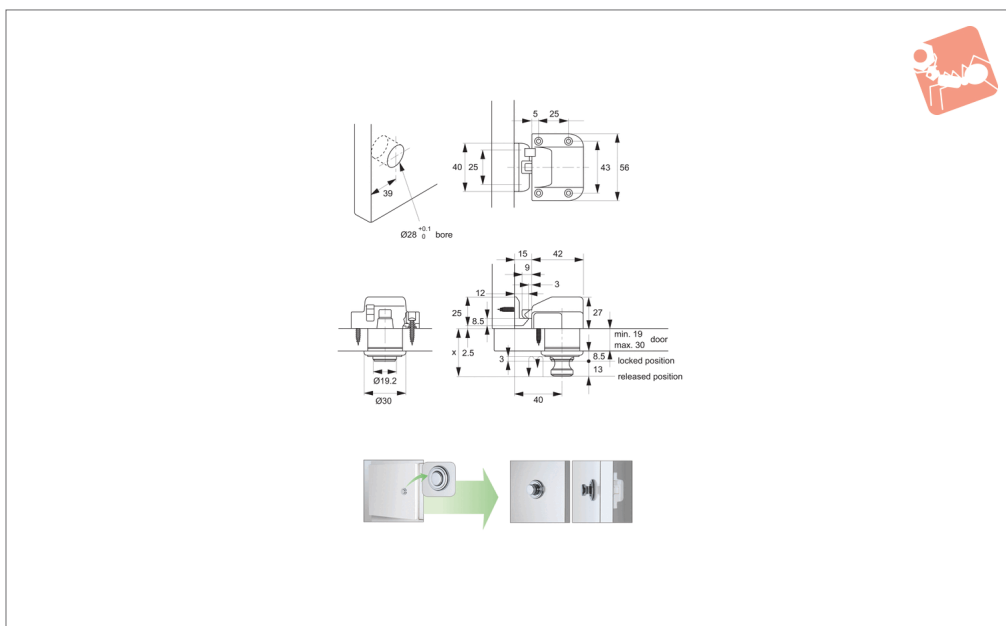 5 25
40 25
43 56
39
Ø28 +0.1 0 bore
15 42
9
12 3
25
8.5
27
min. 19
max. 30
door
x 2.5
3
8.5
locked position
13
released position
Ø19.2
Ø30
40